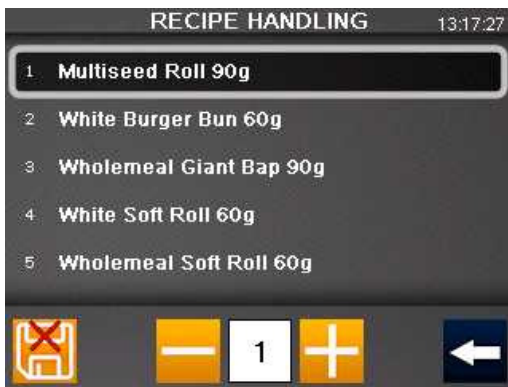 RECIPE HANDLING 13:17:27
1 Multiseed Roll 90g
2 White Burger Bun 60g
3 Wholemeal Giant Bap 90g
4 White Soft Roll 60g
5 Wholemeal Soft Roll 60g
1